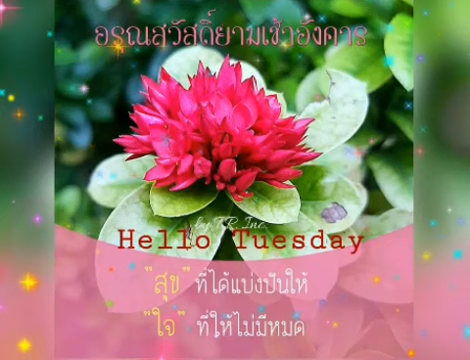 อรุณสวัสดิ์ยามเช้าอังคาร
by T.R. Inc.
Hello Tuesday
"สุข" ที่ได้แบ่งปันให้
"ใจ" ที่ให้ไม่มีหมด